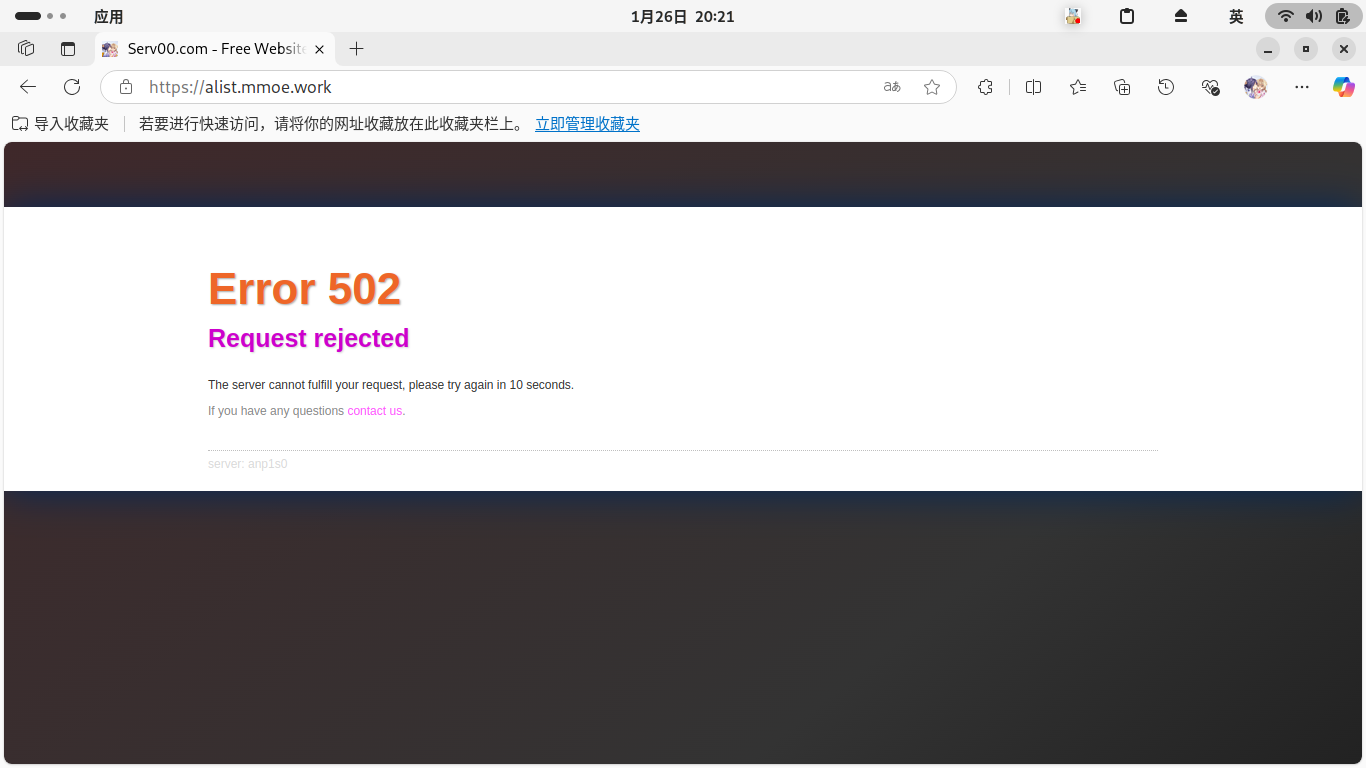 应用
1月26日 20:21
英
Serv00.com - Free Website
https://alist.mmoe.work
aあ
导入收藏夹
若要进行快速访问，请将你的网址收藏放在此收藏夹栏上。 立即管理收藏夹
Error 502
Request rejected
The server cannot fulfill your request, please try again in 10 seconds.
If you have any questions contact us.
server: anp1s0